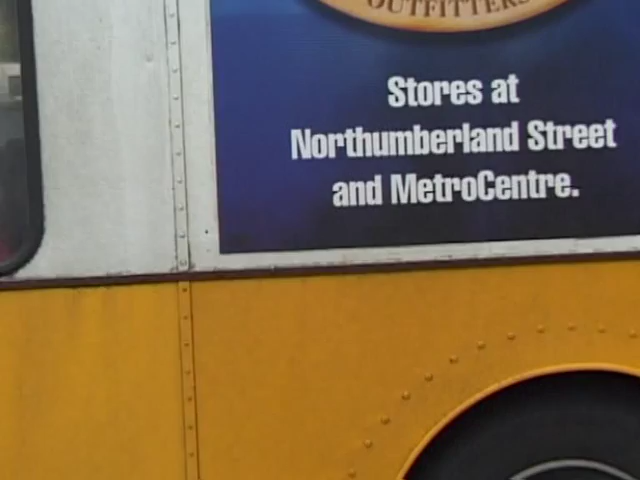 OUTFITTERS
Stores at
Northumberland Street
and MetroCentre.